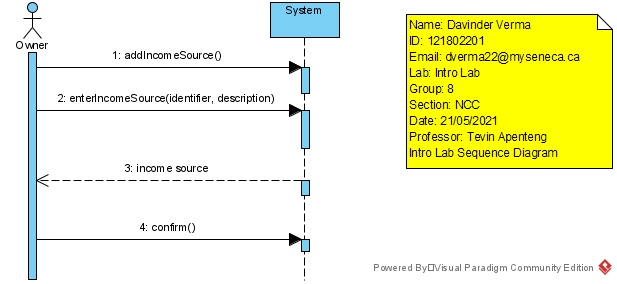 System
Owner
1: addIncomeSource()
2: enterIncomeSource(identifier, description)
3: income source
4: confirm()
Name: Davinder Verma
ID: 121802201
Email: dverma22@myseneca.ca
Lab: Intro Lab
Group: 8
Section: NCC
Date: 21/05/2021
Professor: Tevin Apenteng
Intro Lab Sequence Diagram
Powered By□Visual Paradigm Community Edition